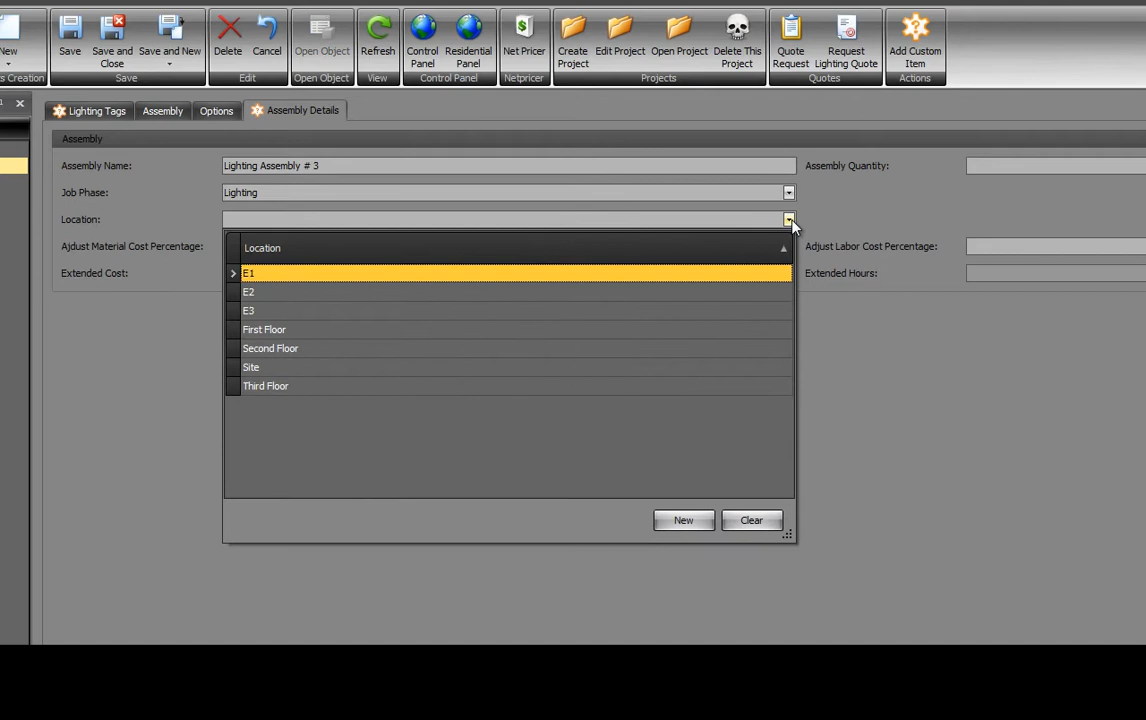 New Save Save and Close Save and New Delete Cancel Open Object Refresh Control Panel Residential Panel Net Pricer Create Project Edit Project Open Project Delete This Project Quote Request Request Lighting Quote Add Custom Item
s Creation Save Edit Open Object View Control Panel Netpricer Projects Quotes Actions
1 Lighting Tags Assembly Options Assembly Details
Assembly
Assembly Name: Lighting Assembly # 3 Assembly Quantity:
Job Phase: Lighting
Location:
Ajdust Material Cost Percentage: Adjust Labor Cost Percentage:
Extended Cost: Extended Hours:
Location
E1
E2
E3
First Floor
Second Floor
Site
Third Floor
New Clear